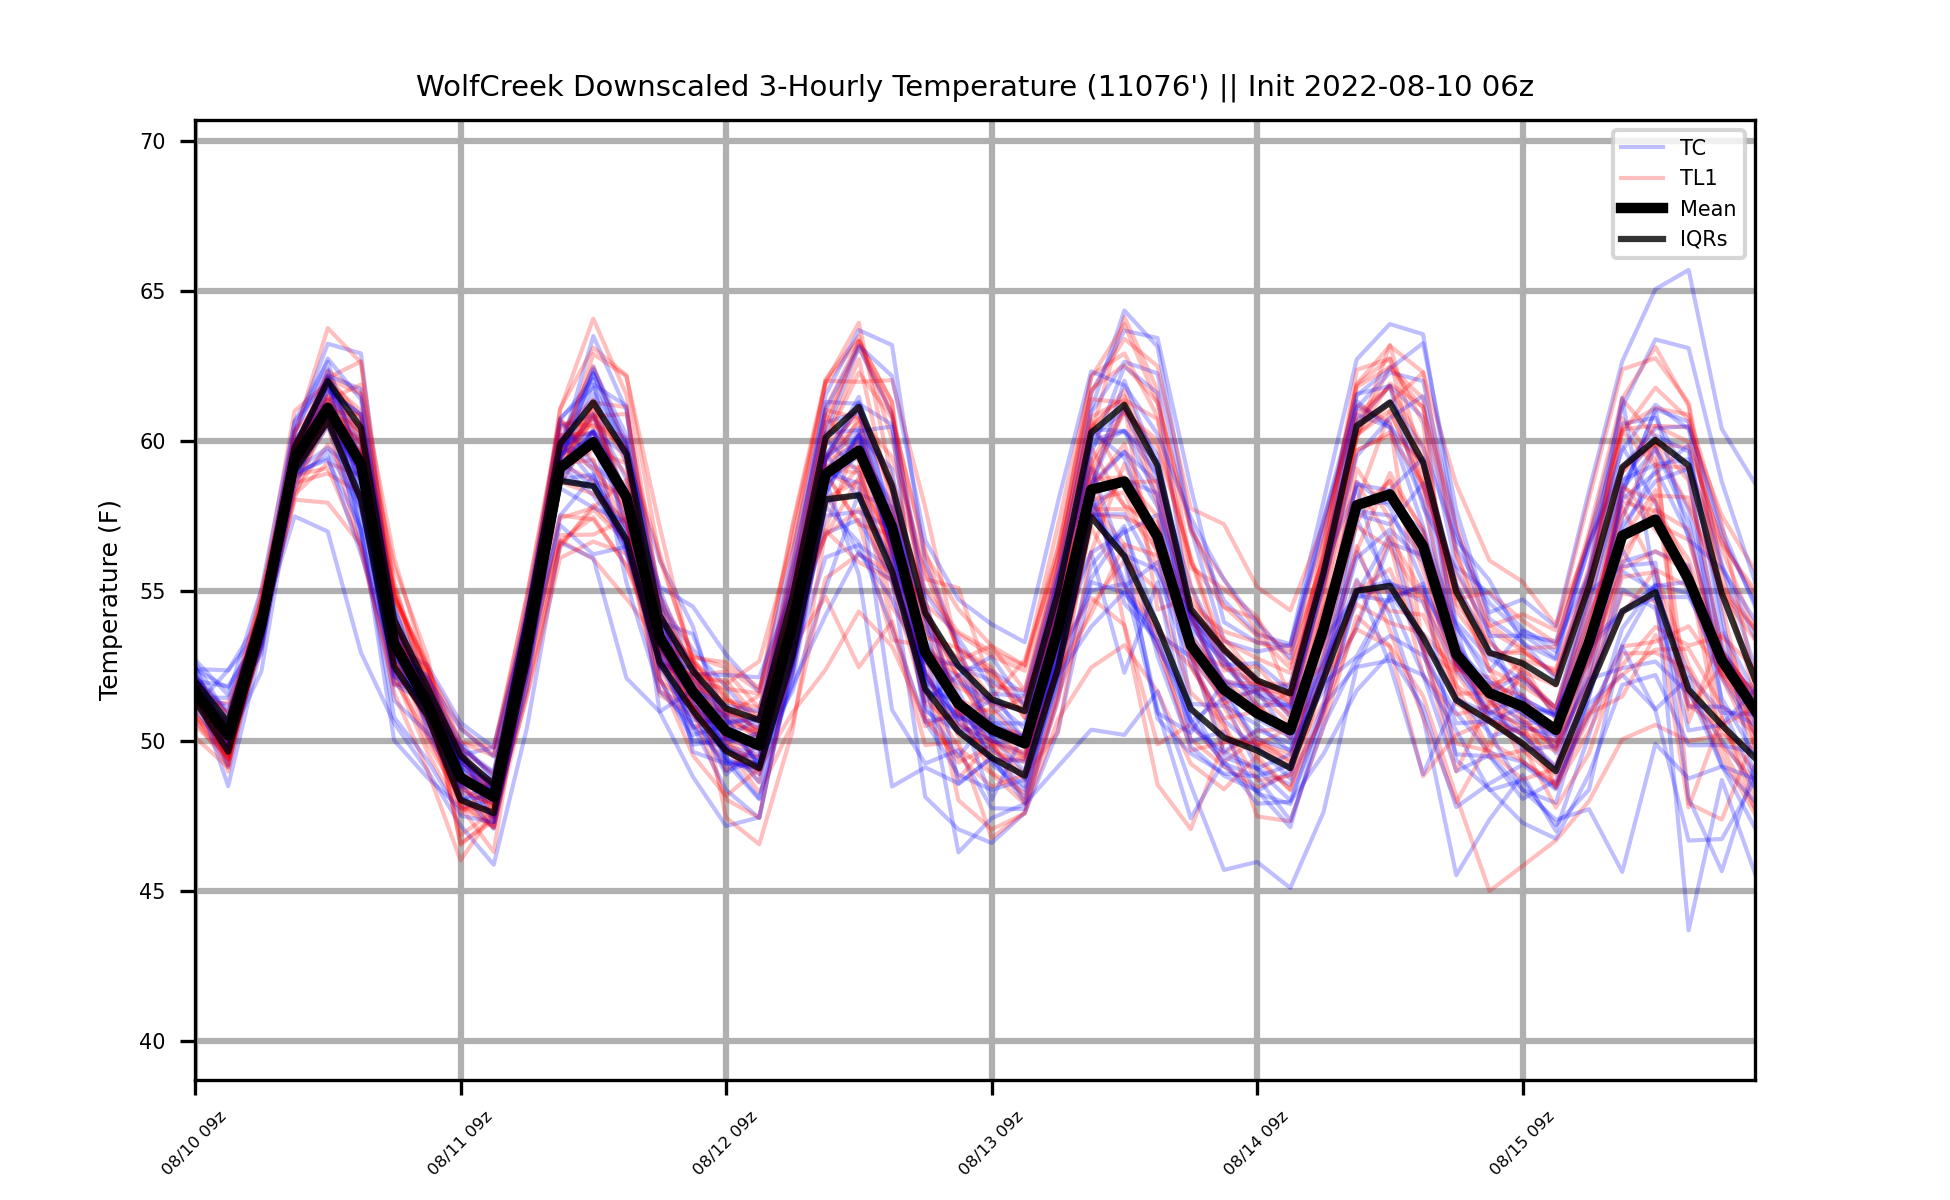 WolfCreek Downscaled 3-Hourly Temperature (11076') || Init 2022-08-10 06z
TC
TL1
Mean
IQRs
Temperature (F)
70
65
60
55
50
45
40
08/10 09z
08/11 09z
08/12 09z
08/13 09z
08/14 09z
08/15 09z